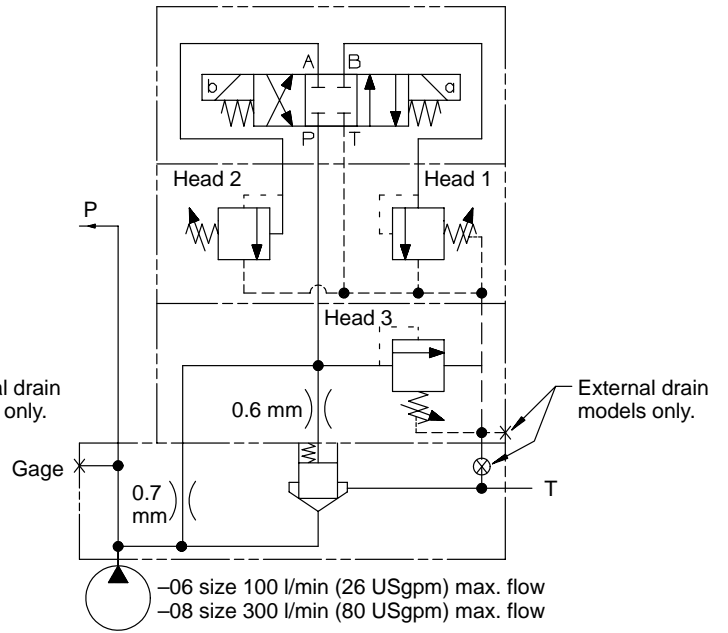 A B
b a
P T
Head 2 Head 1
P
Head 3
al drain
only.
0.6 mm
External drain
models only.
Gage
0.7
mm
T
–06 size 100 l/min (26 USgpm) max. flow
–08 size 300 l/min (80 USgpm) max. flow